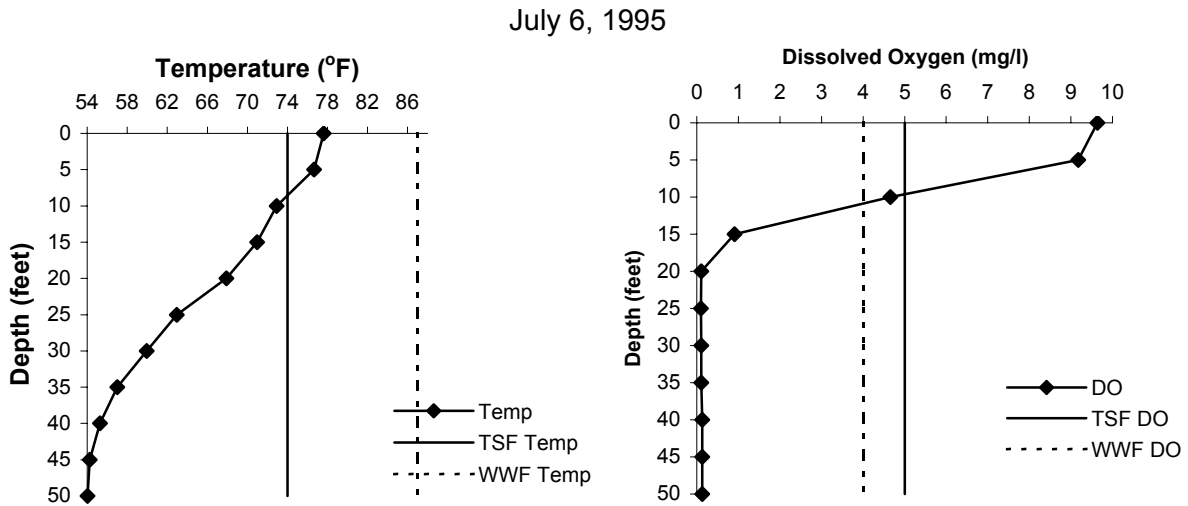 July 6, 1995
Temperature (°F)
54 58 62 66 70 74 78 82 86
Depth (feet)
0
5
10
15
20
25
30
35
40
45
50
Temp
TSF Temp
WWF Temp
Dissolved Oxygen (mg/l)
0 1 2 3 4 5 6 7 8 9 10
Depth (feet)
0
5
10
15
20
25
30
35
40
45
50
DO
TSF DO
WWF DO